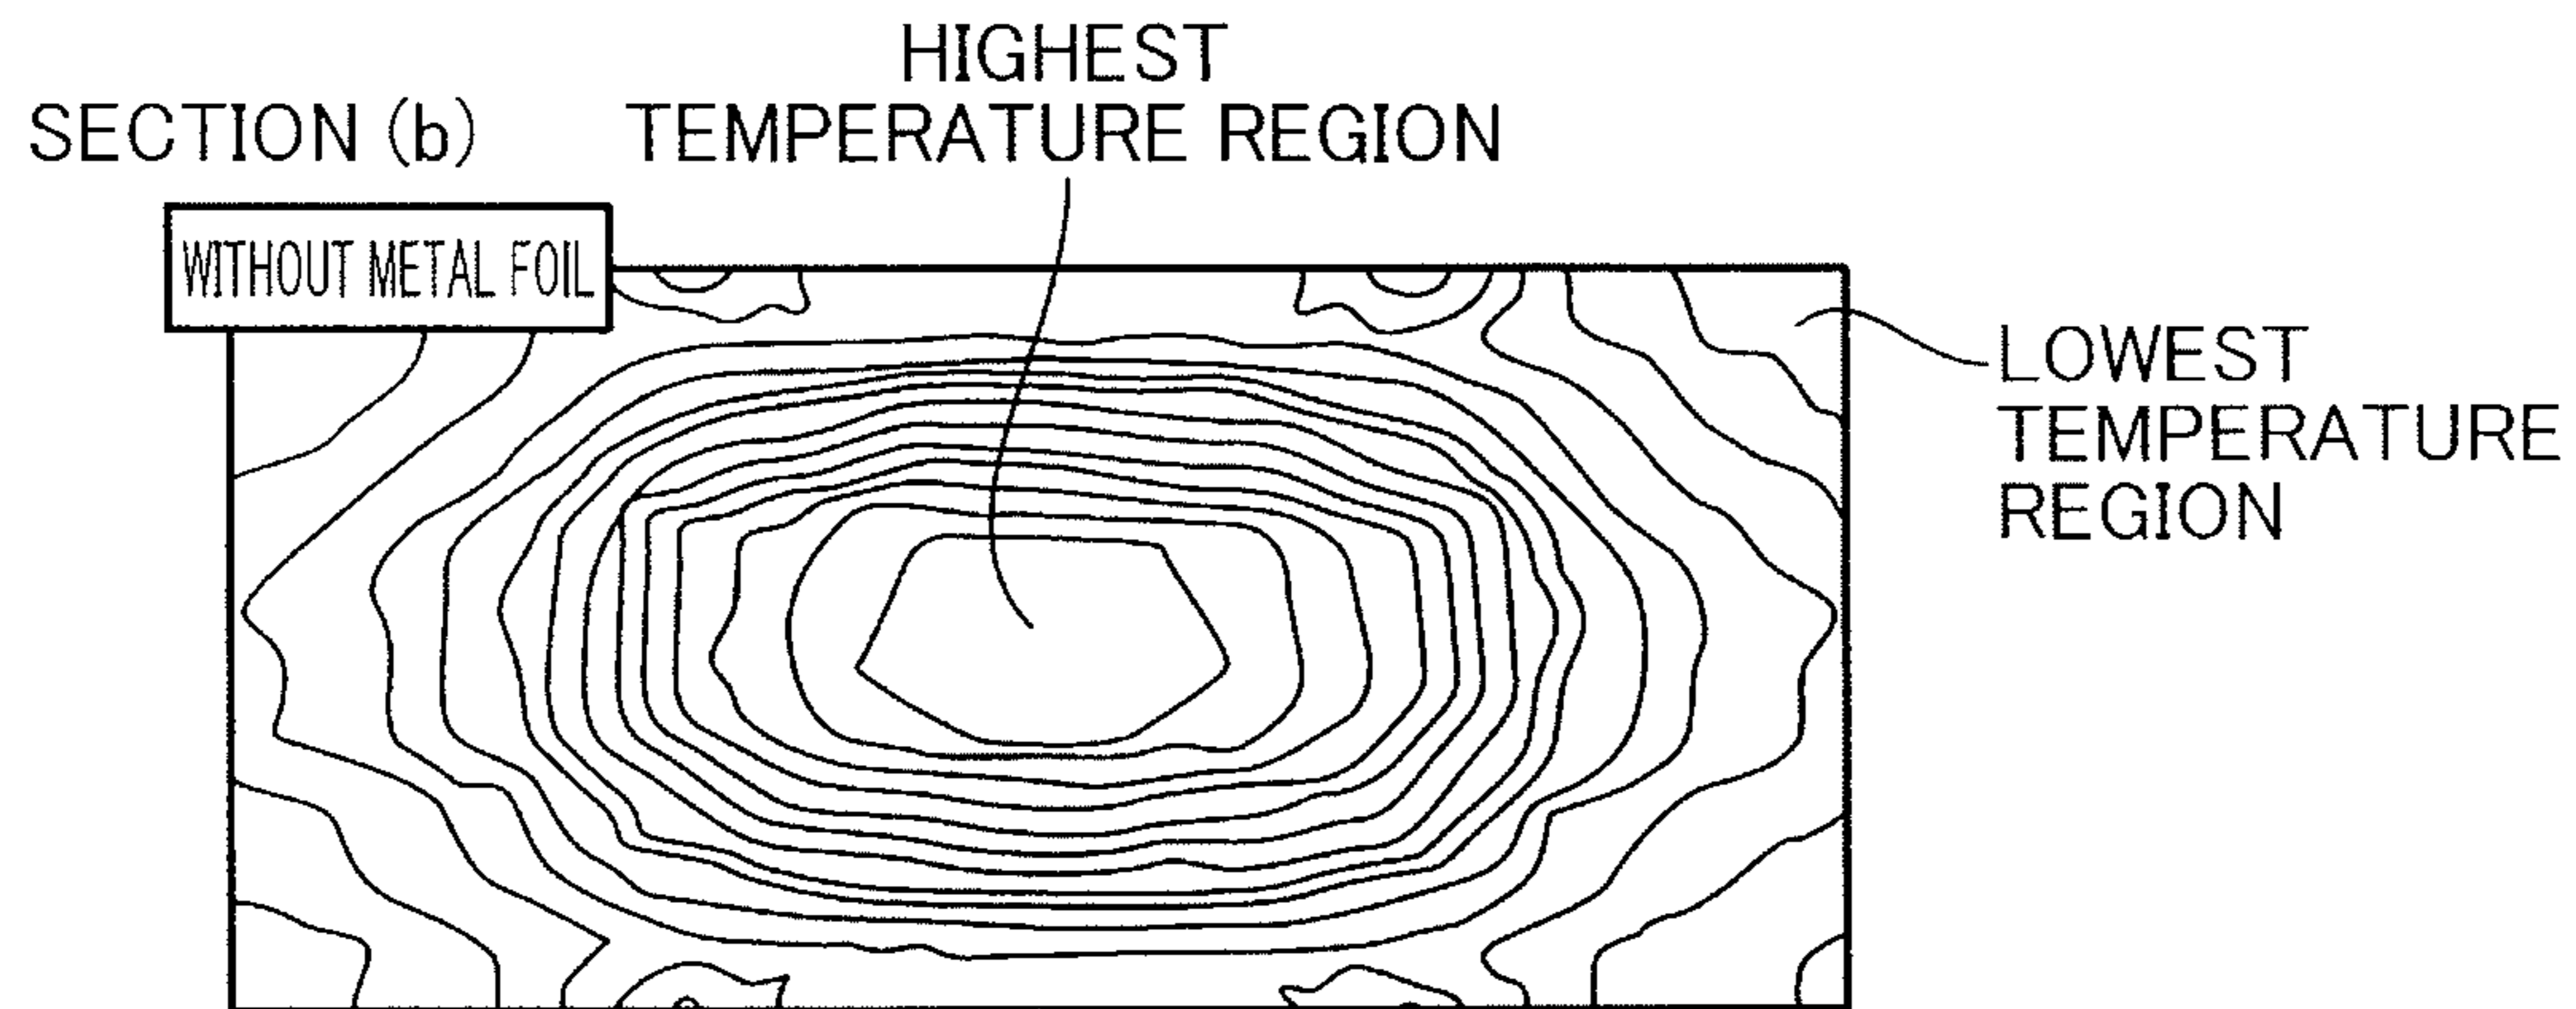 HIGHEST
TEMPERATURE REGION
SECTION (b)
WITHOUT METAL FOIL
LOWEST
TEMPERATURE
REGION